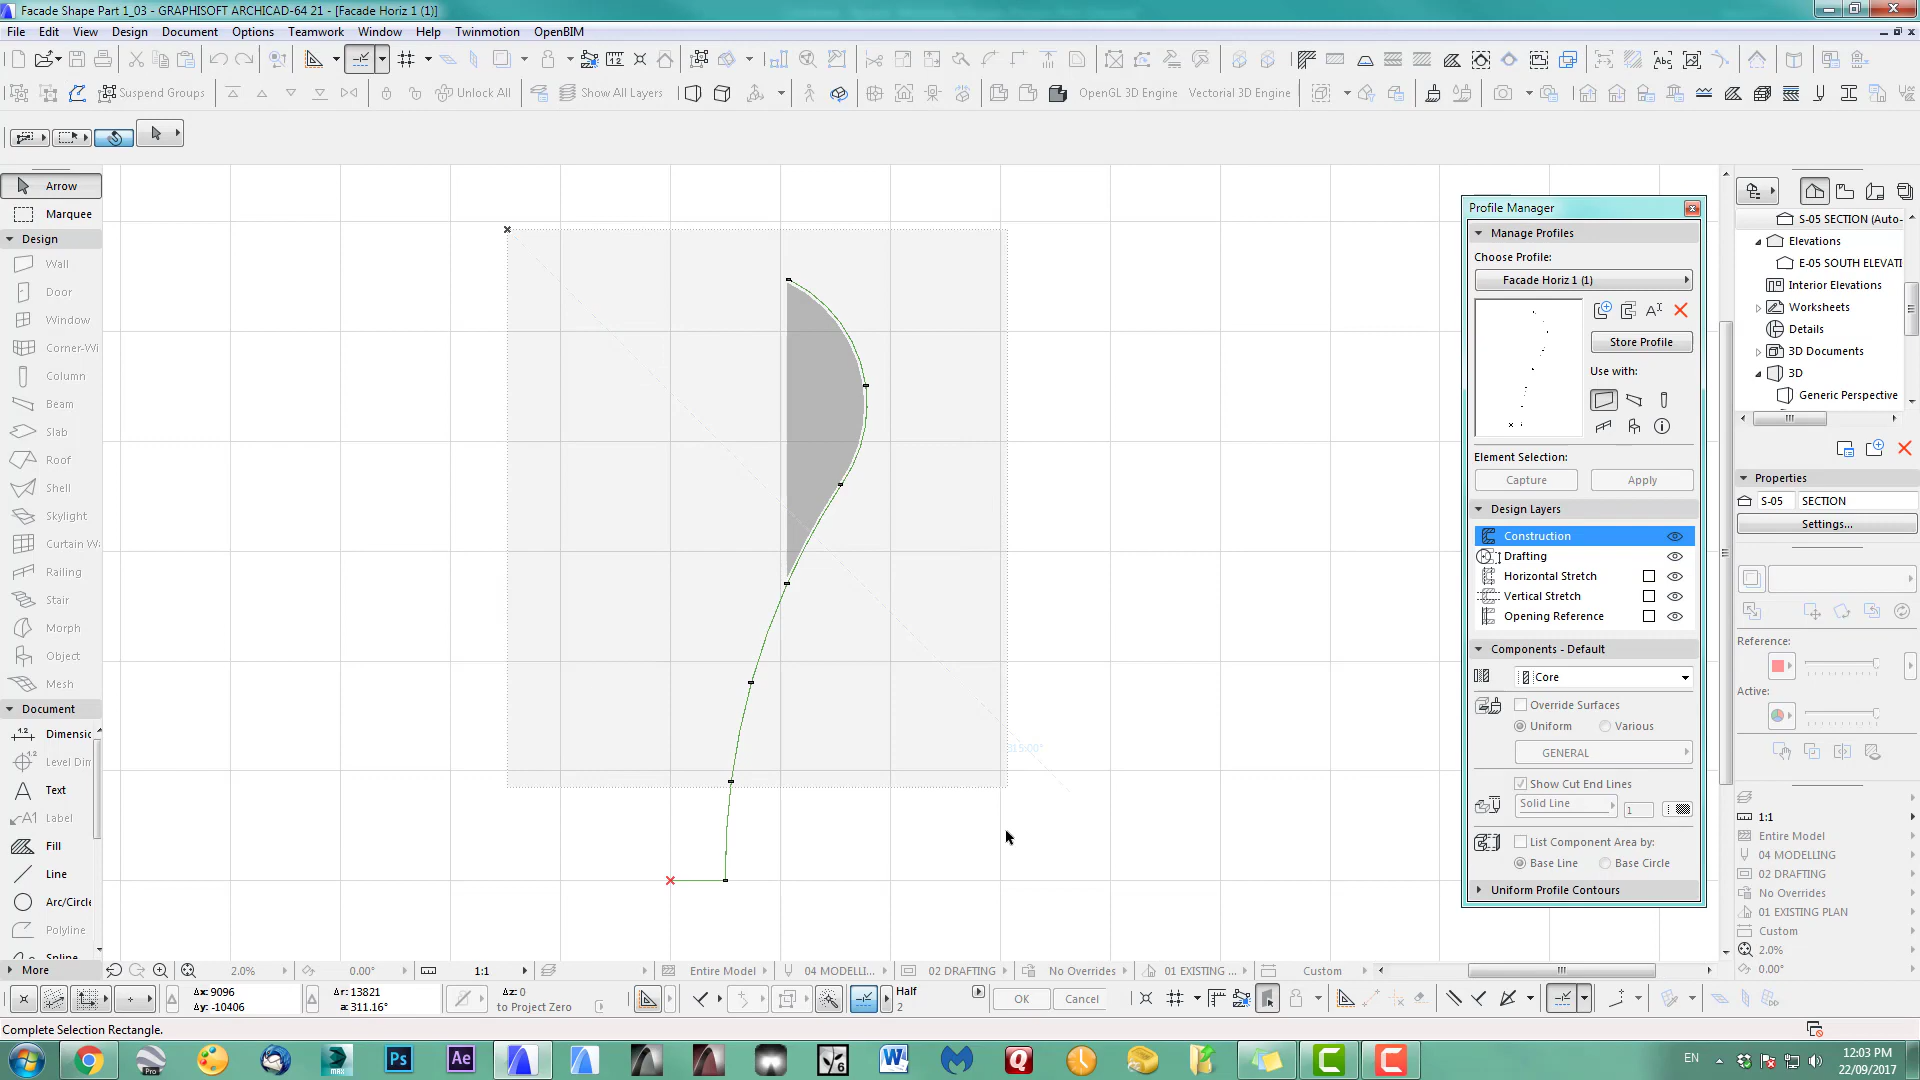 Facade Shape Part 1_03 - GRAPHISOFT ARCHICAD-64 21 - [Facade Horiz 1 (1)]
File Edit View Design Document Options Teamwork Window Help Twinmotion OpenBIM
Suspend Groups Unlock All Show All Layers OpenGL 3D Engine Vectorial 3D Engine
Arrow
Marquee
Design
Wall
Door
Window
Corner-Wi
Column
Beam
Slab
Roof
Shell
Skylight
Curtain Wa
Railing
Stair
Morph
Object
Mesh
Document
Dimensic
Level Din
Text
Label
Fill
Line
Arc/Circle
Polyline
Spline
More
315.00°
Profile Manager
Manage Profiles
Choose Profile:
Facade Horiz 1 (1)
Store Profile
Use with:
Element Selection:
Capture Apply
Design Layers
Construction
Drafting
Horizontal Stretch
Vertical Stretch
Opening Reference
Components - Default
Core
Override Surfaces
Uniform Various
GENERAL
Show Cut End Lines
Solid Line 1
List Component Area by:
Base Line Base Circle
Uniform Profile Contours
S-05 SECTION (Auto-
Elevations
E-05 SOUTH ELEVATI
Interior Elevations
Worksheets
Details
3D Documents
3D
Generic Perspective
Properties
S-05 SECTION
Settings...
Reference:
Active:
1:1
Entire Model
04 MODELLING
02 DRAFTING
No Overrides
01 EXISTING PLAN
Custom
2.0%
0.00°
2.0% 0.00° 1:1 Entire Model 04 MODELLI... 02 DRAFTING No Overrides 01 EXISTING ... Custom
Δx: 9096 Δr: 13821 Δz: 0 Half
Δy: -10406 a: 311.16° to Project Zero 2
OK Cancel
Complete Selection Rectangle.
EN
12:03 PM
22/09/2017